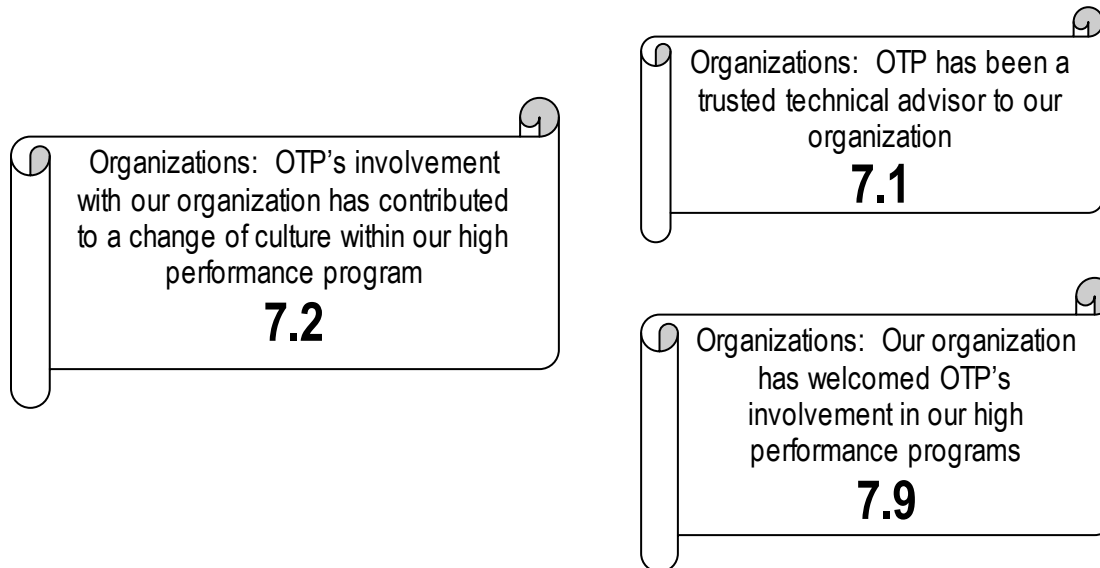 Organizations: OTP's involvement
with our organization has contributed
to a change of culture within our high
performance program
7.2
Organizations: OTP has been a
trusted technical advisor to our
organization
7.1
Organizations: Our organization
has welcomed OTP's
involvement in our high
performance programs
7.9